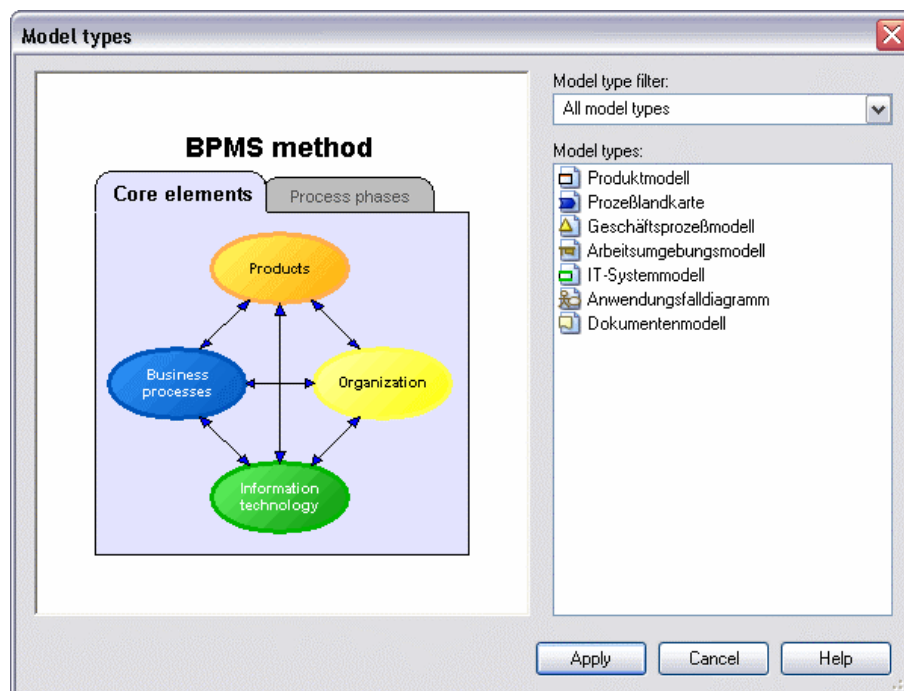 Model types
BPMS method
Core elements
Process phases
Products
Business
processes
Organization
Information
technology
Model type filter:
All model types
Model types:
Produktmodell
Prozeßlandkarte
Geschäftsprozeßmodell
Arbeitsumgebungsmodell
IT-Systemmodell
Anwendungsfalldiagramm
Dokumentenmodell
Apply
Cancel
Help